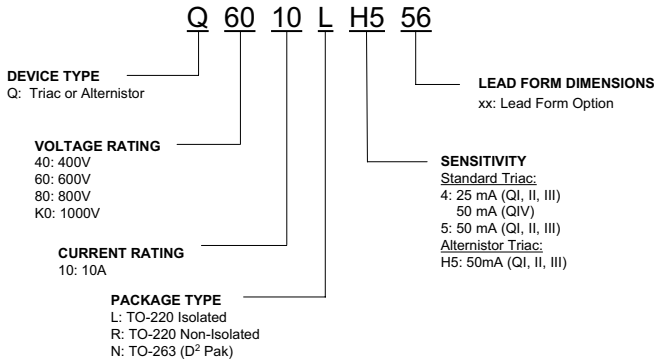 Q 60 10 L H5 56
DEVICE TYPE
Q: Triac or Alternistor
VOLTAGE RATING
40: 400V
60: 600V
80: 800V
K0: 1000V
CURRENT RATING
10: 10A
PACKAGE TYPE
L: TO-220 Isolated
R: TO-220 Non-Isolated
N: TO-263 (D² Pak)
LEAD FORM DIMENSIONS
xx: Lead Form Option
SENSITIVITY
Standard Triac:
4: 25 mA (QI, II, III)
50 mA (QIV)
5: 50 mA (QI, II, III)
Alternistor Triac:
H5: 50mA (QI, II, III)